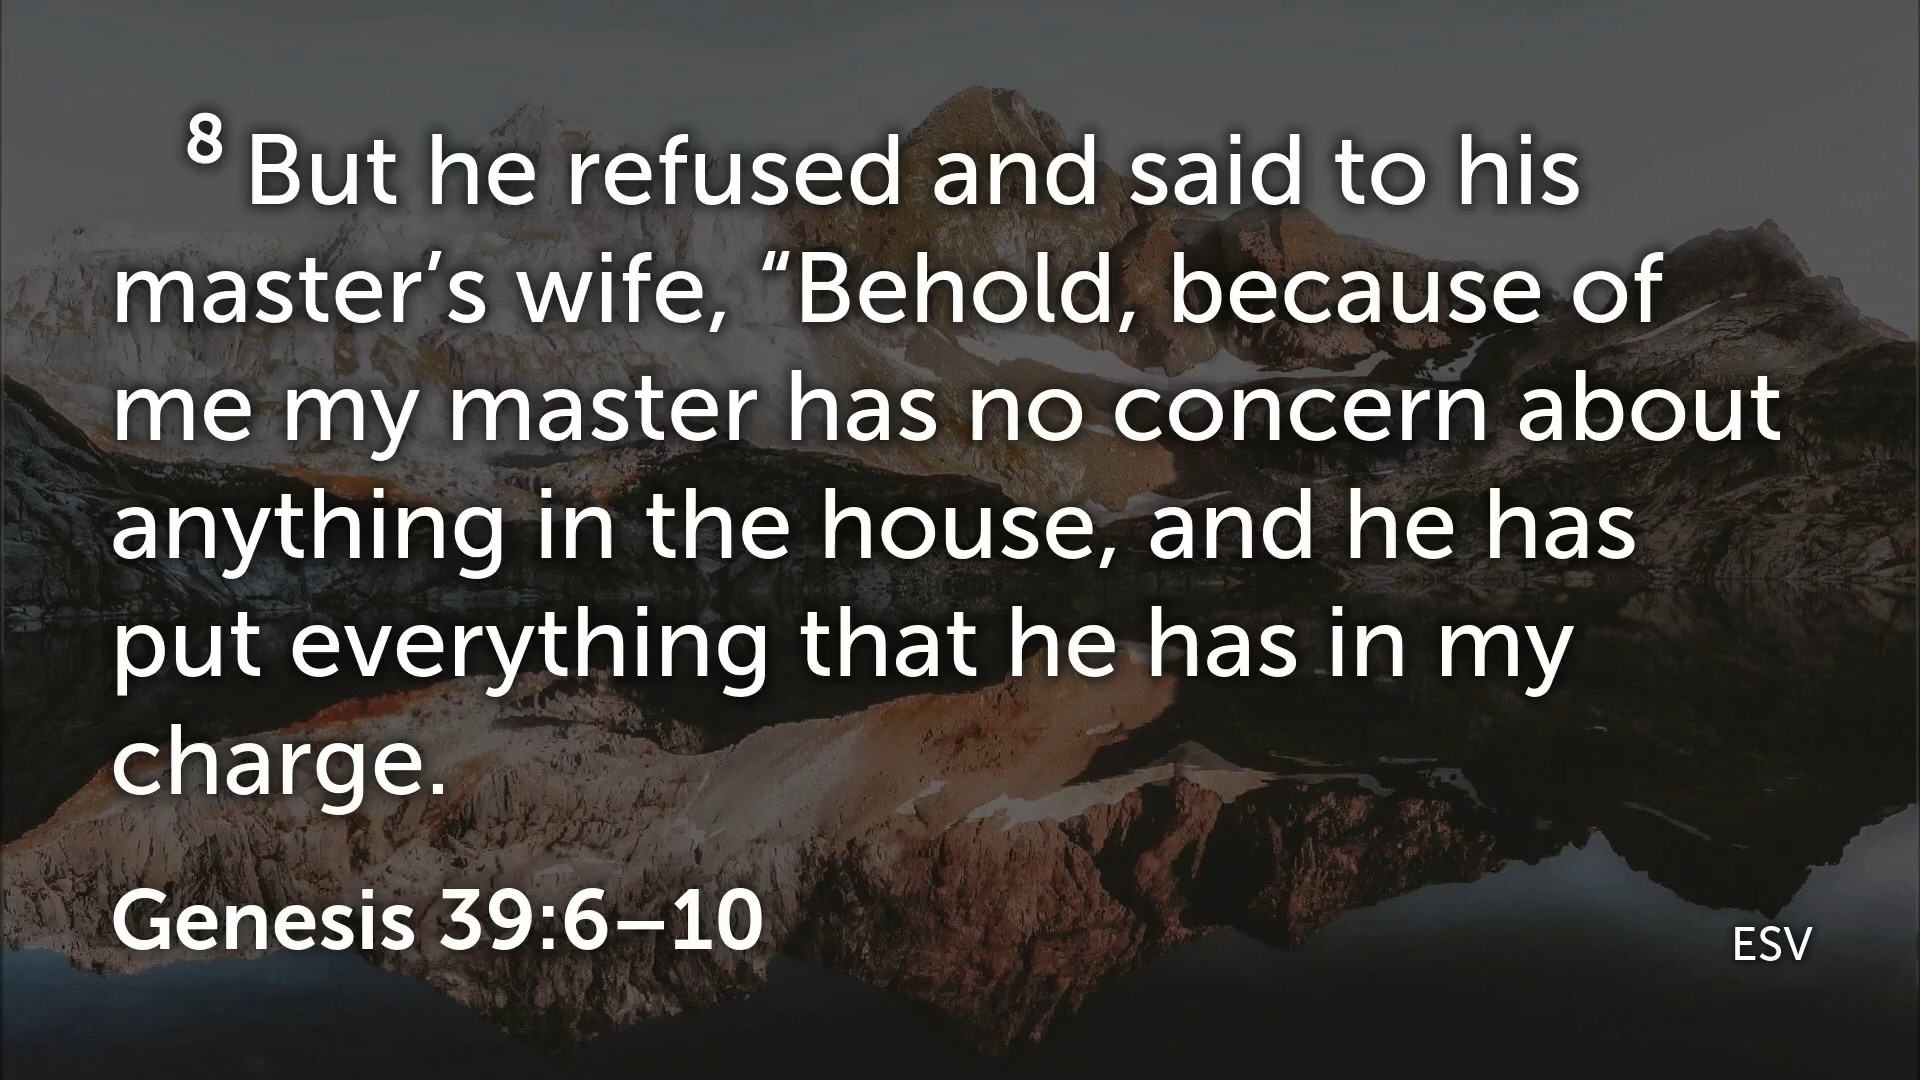 8 But he refused and said to his
master’s wife, “Behold, because of
me my master has no concern about
anything in the house, and he has
put everything that he has in my
charge.
Genesis 39:6–10
ESV